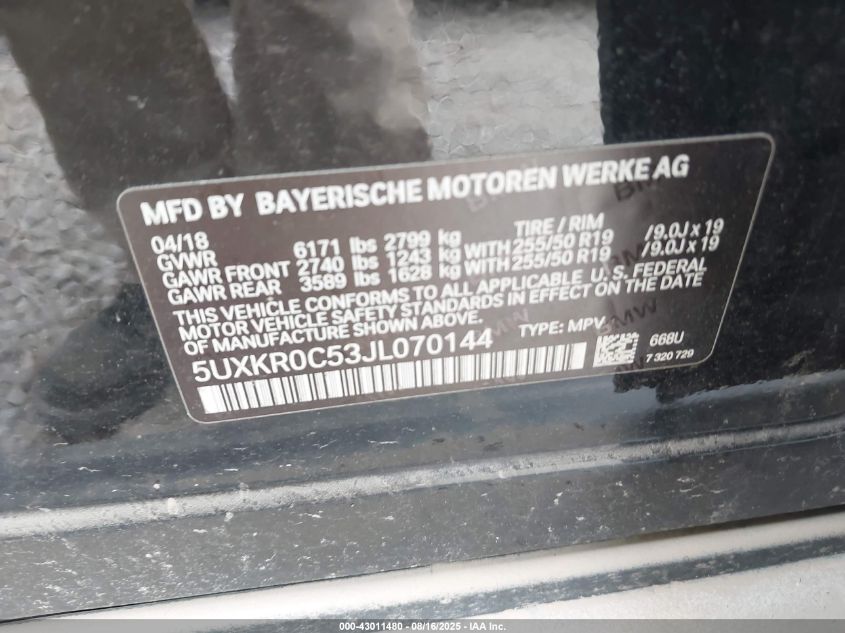 MFD BY BAYERISCHE MOTOREN WERKE AG
04/18 TIRE / RIM
GVWR 6171 lbs 2799 kg
GAWR FRONT 2740 lbs 1243 kg WITH 255/50 R19 /9.0J x 19
GAWR REAR 3589 lbs 1628 kg WITH 255/50 R19 /9.0J x 19
THIS VEHICLE CONFORMS TO ALL APPLICABLE U.S. FEDERAL
MOTOR VEHICLE SAFETY STANDARDS IN EFFECT ON THE DATE
OF MANUFACTURE SHOWN ABOVE.
TYPE: MPV
5UXKR0C53JL070144
668U
7 320 729
000-43011480 - 08/16/2025 - IAA Inc.